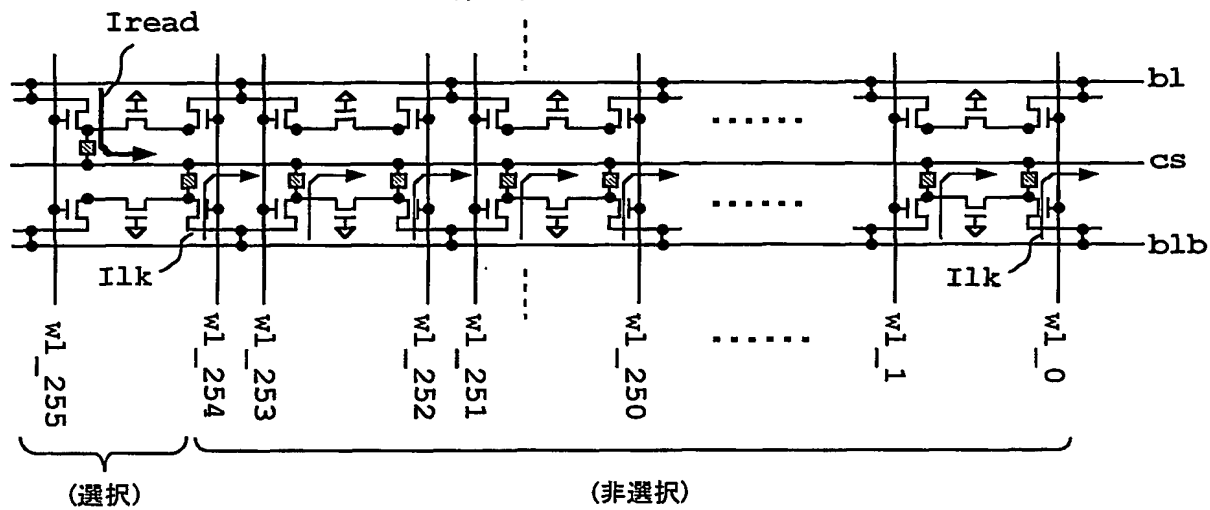 Iread
bl
cs
blb
Ilk
Ilk
wl_255
wl_254
wl_253
wl_252
wl_251
wl_250
wl_1
wl_0
(選択)
(非選択)